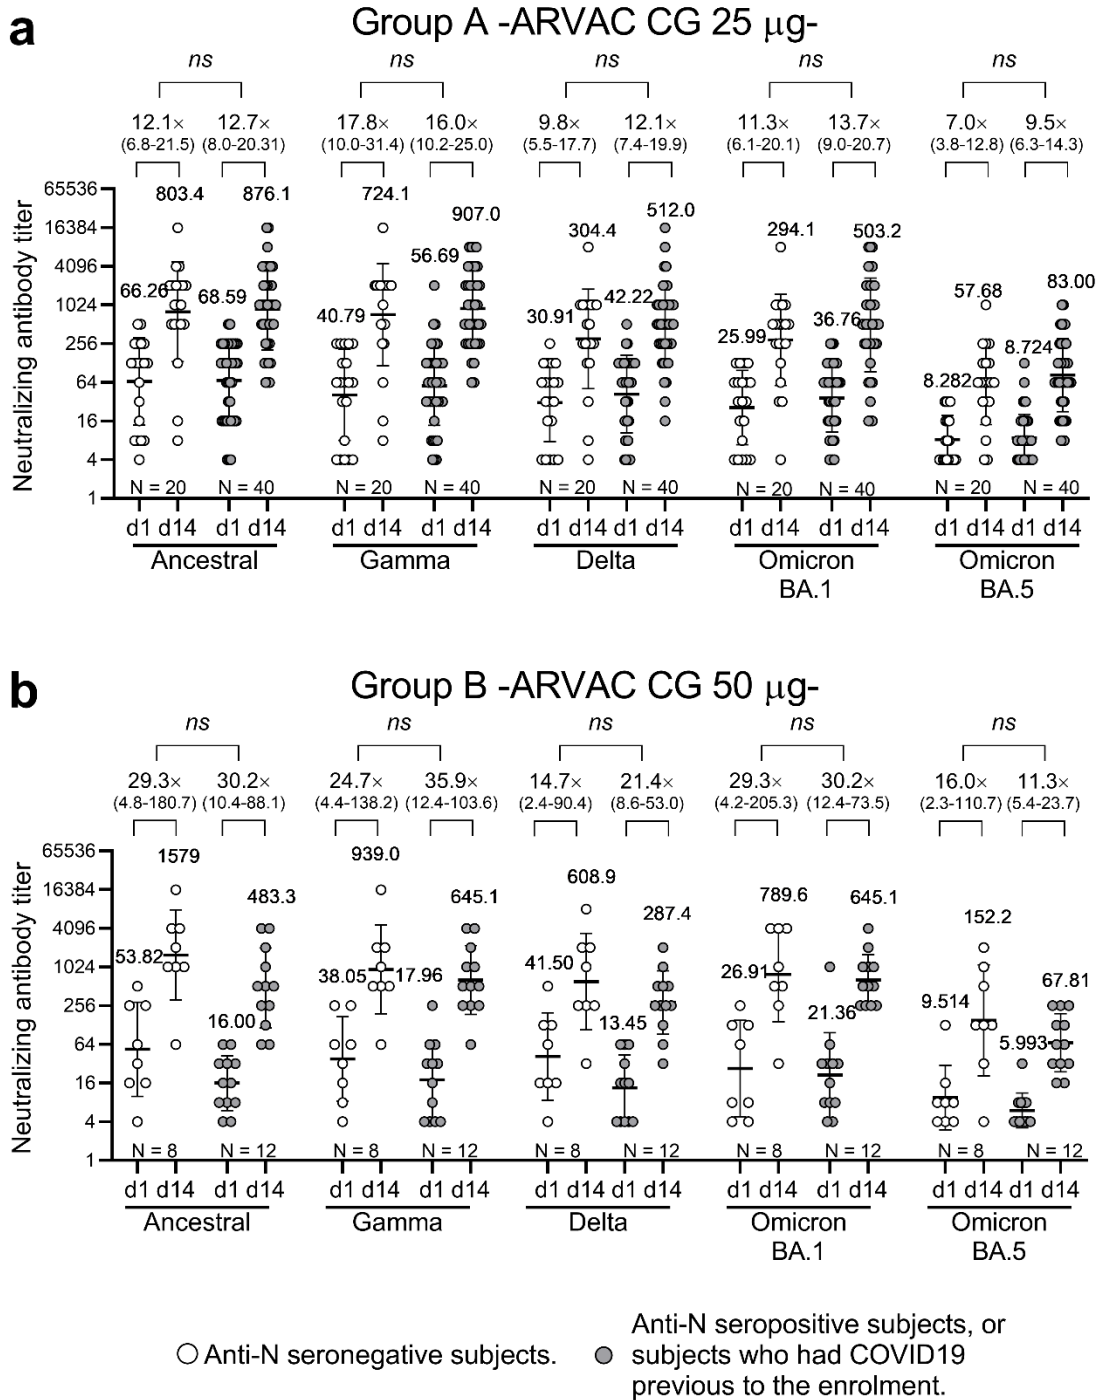 a
Group A -ARVAC CG 25 μg-
ns ns ns ns ns
12.1× 12.7× 17.8× 16.0× 9.8× 12.1× 11.3× 13.7× 7.0× 9.5×
(6.8-21.5) (8.0-20.31) (10.0-31.4) (10.2-25.0) (5.5-17.7) (7.4-19.9) (6.1-20.1) (9.0-20.7) (3.8-12.8) (6.3-14.3)
Neutralizing antibody titer
65536
16384
4096
1024
256
64
16
4
1
66.26 803.4 68.59 876.1 40.79 724.1 56.69 907.0 30.91 304.4 42.22 512.0 25.99 294.1 36.76 503.2 8.282 57.68 8.724 83.00
N = 20 N = 40 N = 20 N = 40 N = 20 N = 40 N = 20 N = 40 N = 20 N = 40
d1 d14 d1 d14 d1 d14 d1 d14 d1 d14 d1 d14 d1 d14 d1 d14 d1 d14 d1 d14
Ancestral Gamma Delta Omicron Omicron
BA.1 BA.5
b
Group B -ARVAC CG 50 μg-
ns ns ns ns ns
29.3× 30.2× 24.7× 35.9× 14.7× 21.4× 29.3× 30.2× 16.0× 11.3×
(4.8-180.7) (10.4-88.1) (4.4-138.2) (12.4-103.6) (2.4-90.4) (8.6-53.0) (4.2-205.3) (12.4-73.5) (2.3-110.7) (5.4-23.7)
Neutralizing antibody titer
65536
16384
4096
1024
256
64
16
4
1
53.82 1579 16.00 483.3 38.05 939.0 17.96 645.1 41.50 608.9 13.45 287.4 26.91 789.6 21.36 645.1 9.514 152.2 5.993 67.81
N = 8 N = 12 N = 8 N = 12 N = 8 N = 12 N = 8 N = 12 N = 8 N = 12
d1 d14 d1 d14 d1 d14 d1 d14 d1 d14 d1 d14 d1 d14 d1 d14 d1 d14 d1 d14
Ancestral Gamma Delta Omicron Omicron
BA.1 BA.5
Anti-N seronegative subjects.
Anti-N seropositive subjects, or
subjects who had COVID19
previous to the enrolment.